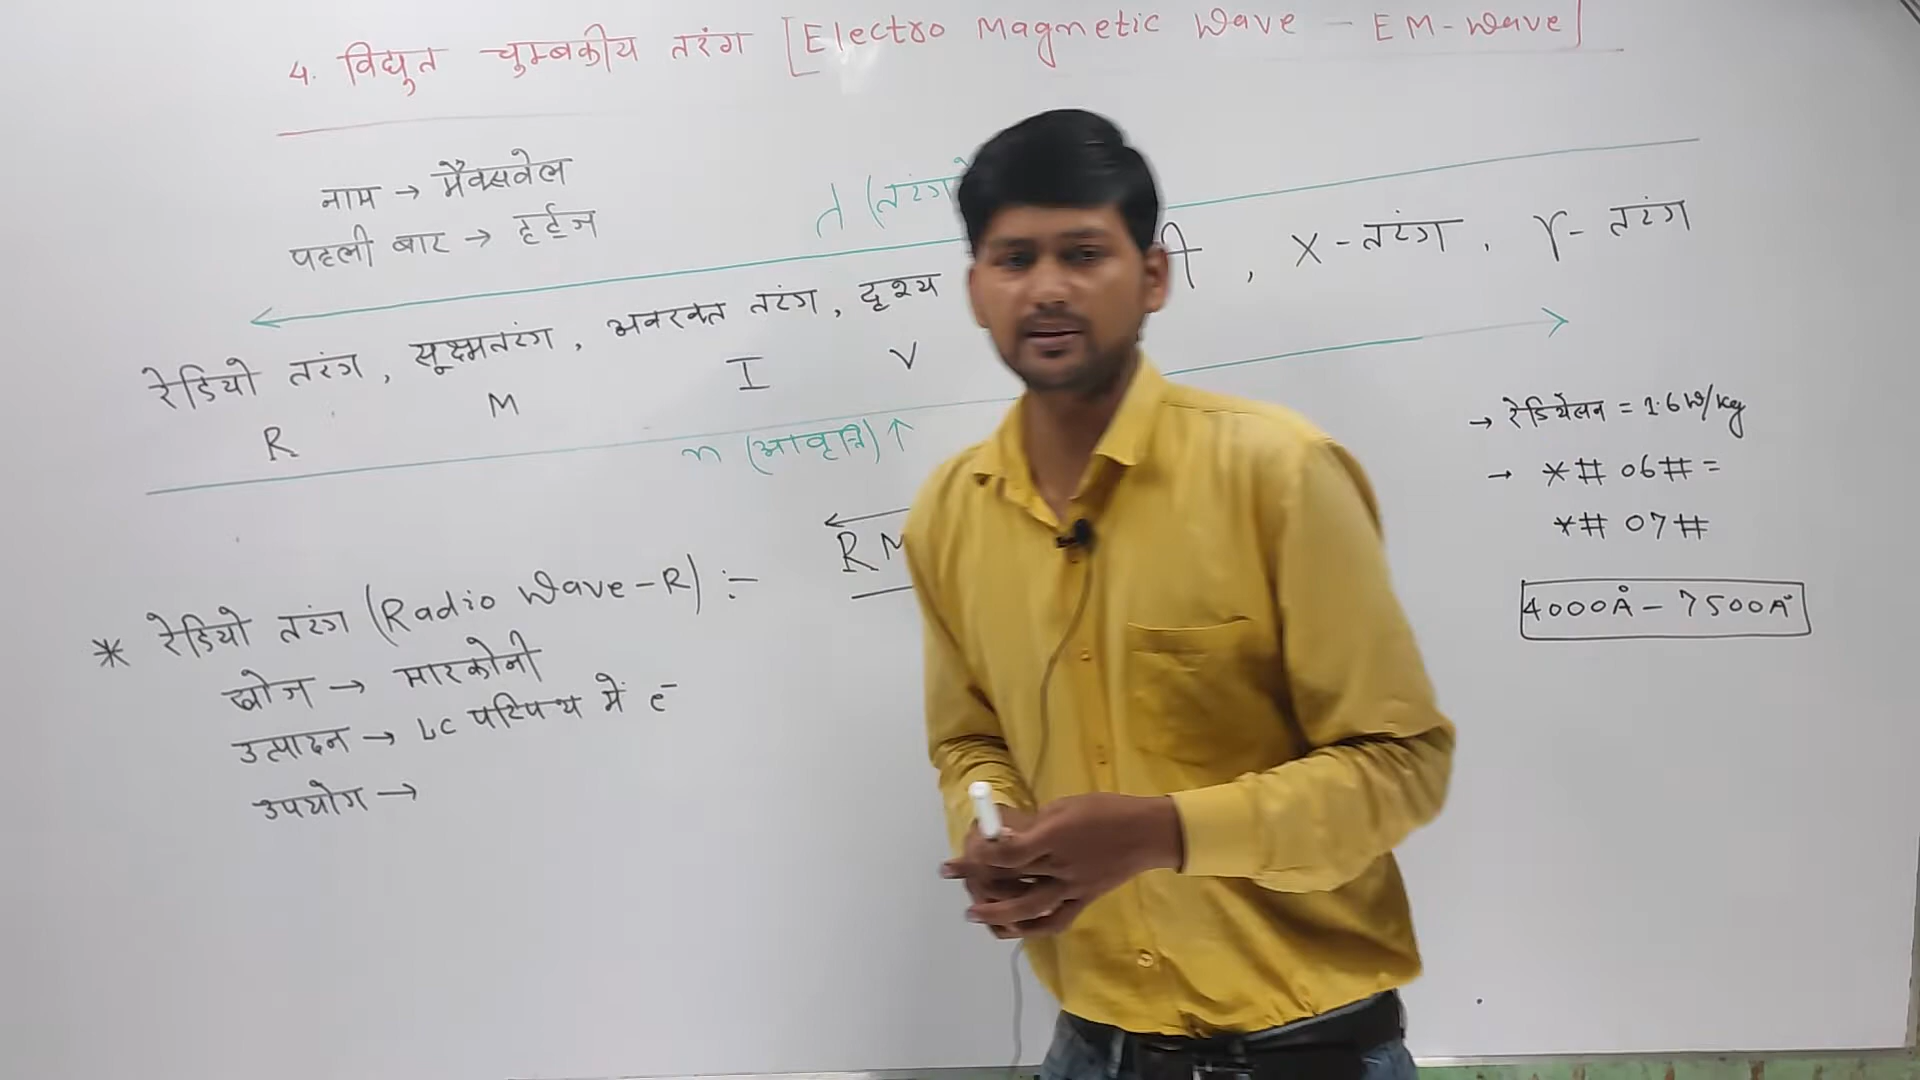 4. विद्युत चुम्बकीय तरंग [Electro Magnetic Wave - EM-Wave]
नाम → मैक्सवेल
पहली बार → हर्ट्ज
रेडियो तरंग, सूक्ष्मतरंग, अवरक्त तरंग, दृश्य , X-तरंग, γ-तरंग
R M I V
n (आवृत्ति) ↑
RM
* रेडियो तरंग (Radio Wave-R) :-
खोज → मारकोनी
उत्पादन → LC परिपथ में e⁻
उपयोग →
→ रेडियेशन = 1.6 W/kg
→ *# 06# =
*# 07#
4000Å - 7500Å